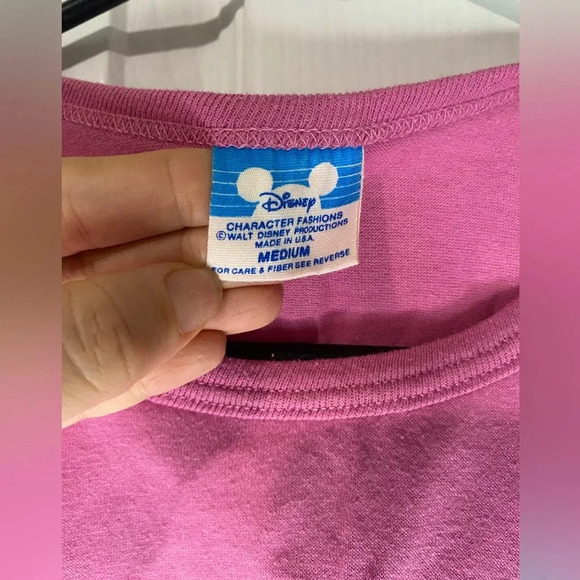 Disney
CHARACTER FASHIONS
©WALT DISNEY PRODUCTIONS
MADE IN U.S.A.
MEDIUM
FOR CARE & FIBER SEE REVERSE